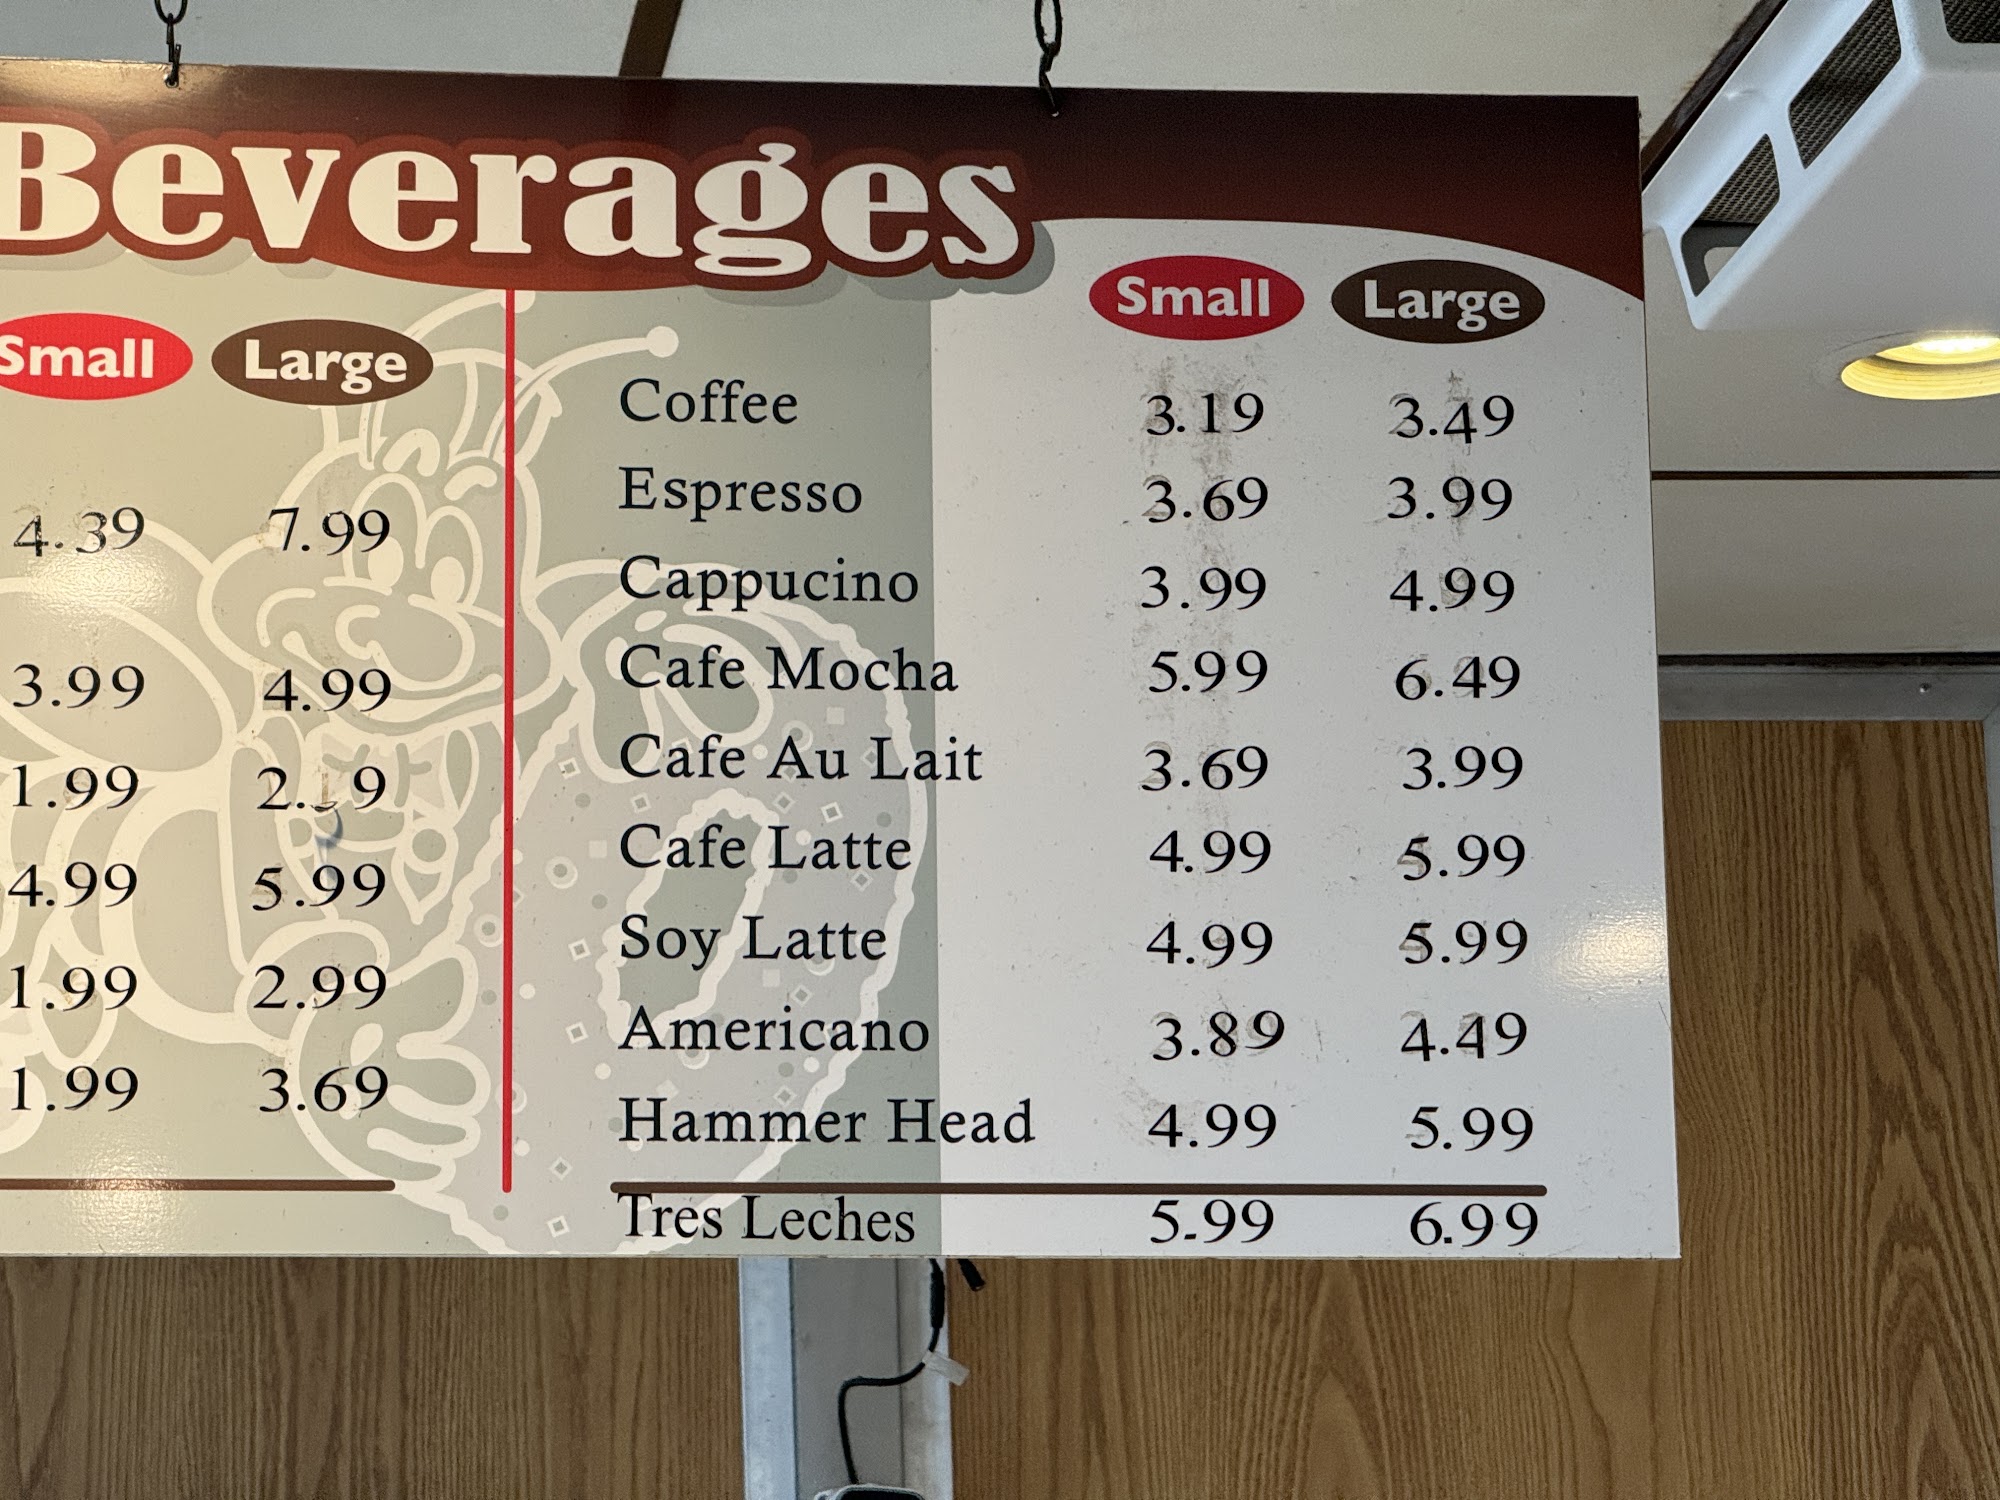 Beverages
Small Large
4.39 7.99
3.99 4.99
1.99
4.99 5.99
1.99 2.99
1.99 3.69
Small Large
Coffee 3.19 3.49
Espresso 3.69 3.99
Cappucino 3.99 4.99
Cafe Mocha 5.99 6.49
Cafe Au Lait 3.69 3.99
Cafe Latte 4.99 5.99
Soy Latte 4.99 5.99
Americano 3.89 4.49
Hammer Head 4.99 5.99
Tres Leches 5.99 6.99